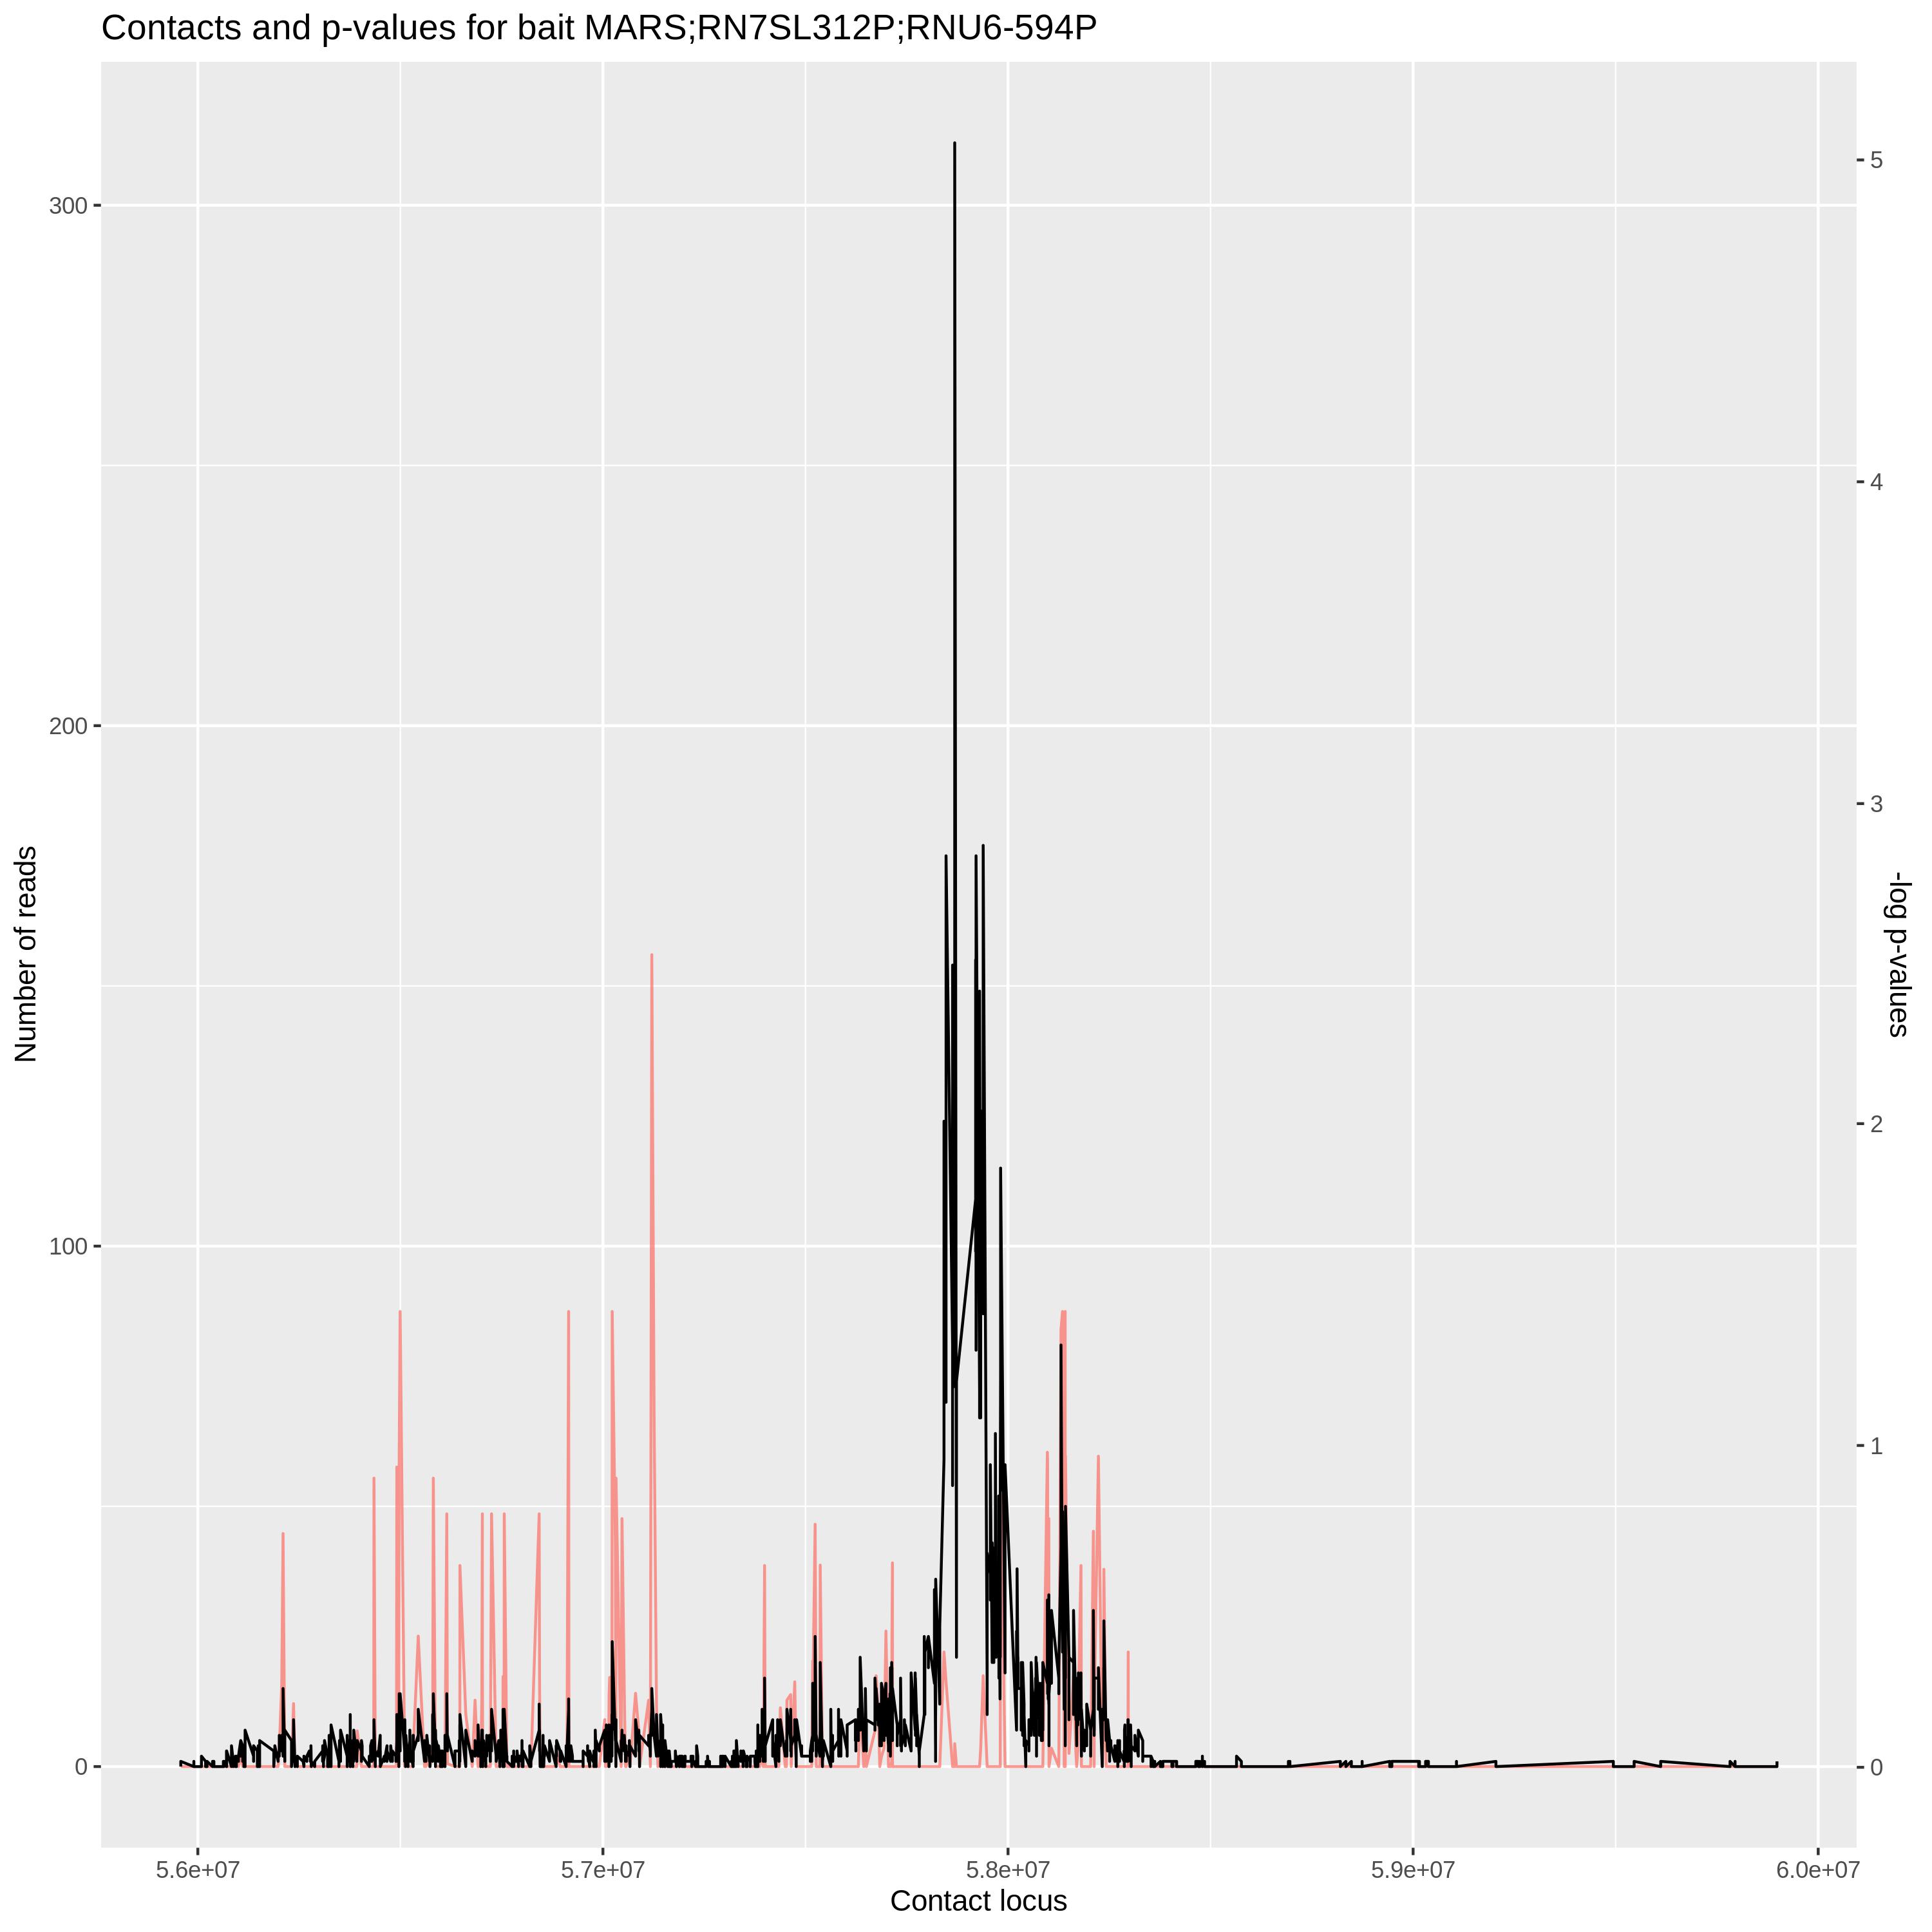 Contacts and p-values for bait MARS;RN7SL312P;RNU6-594P
300
200
100
0
Number of reads
5
4
3
2
1
0
-log p-values
5.6e+07
5.7e+07
5.8e+07
5.9e+07
6.0e+07
Contact locus